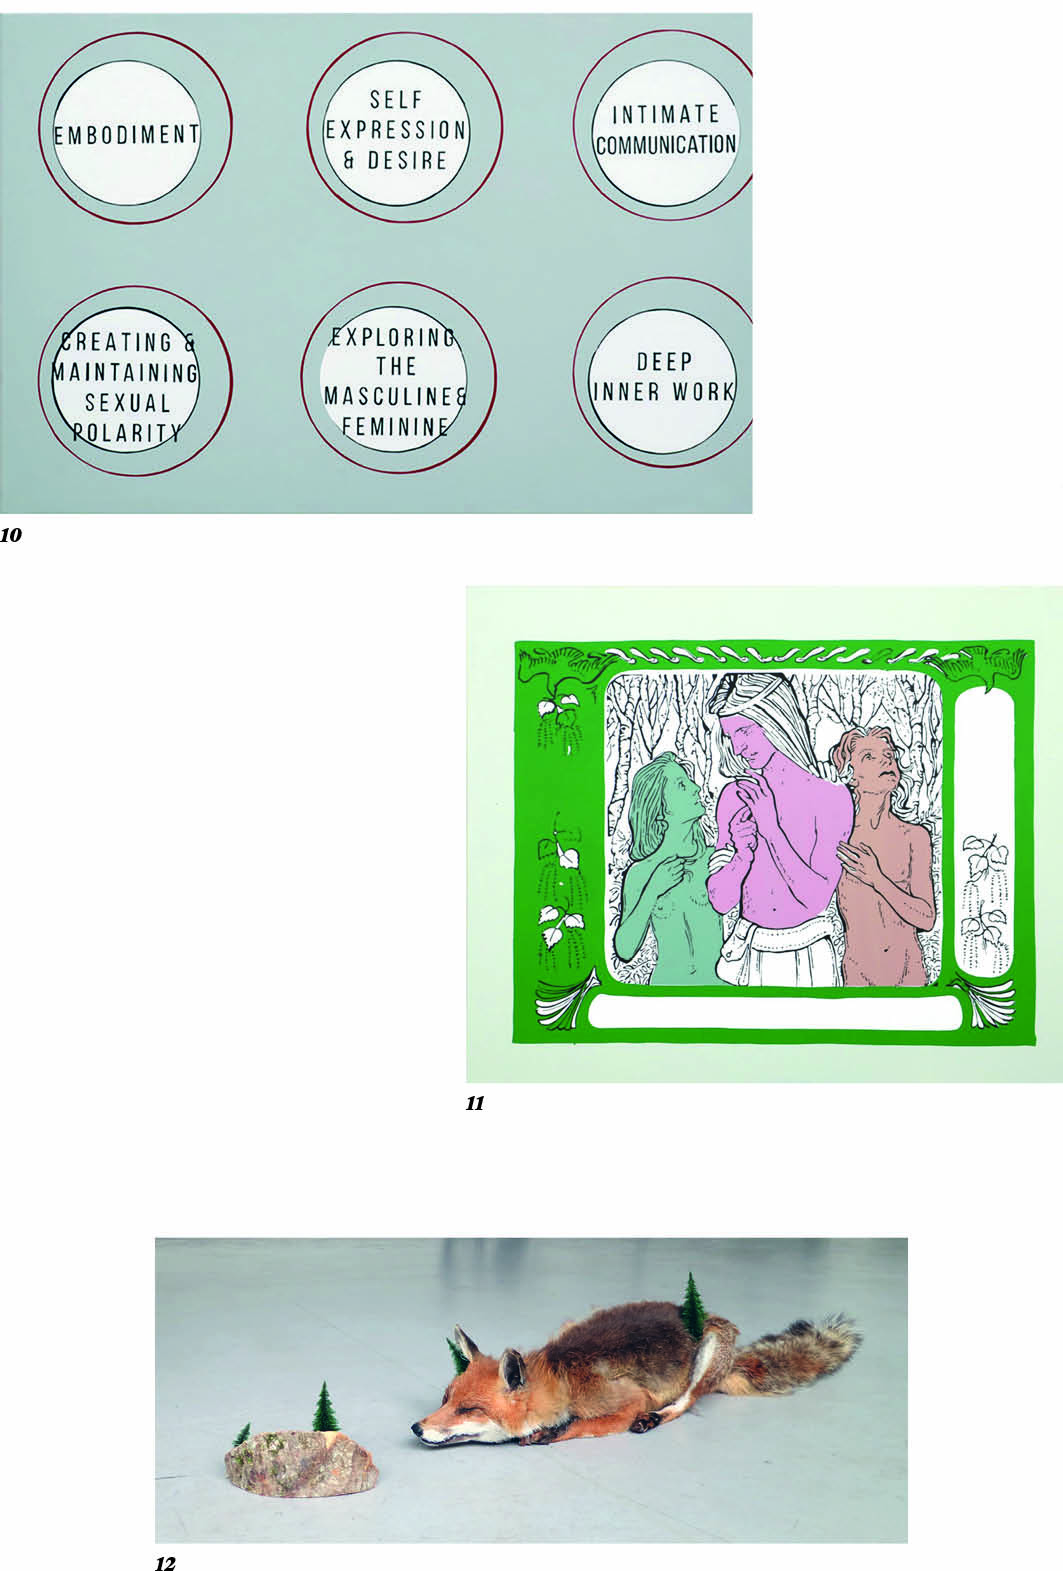 EMBODIMENT
SELF
EXPRESSION
& DESIRE
INTIMATE
COMMUNICATION
CREATING &
MAINTAINING
SEXUAL
POLARITY
EXPLORING
THE
MASCULINE&
FEMININE
DEEP
INNER WORK
10
11
12